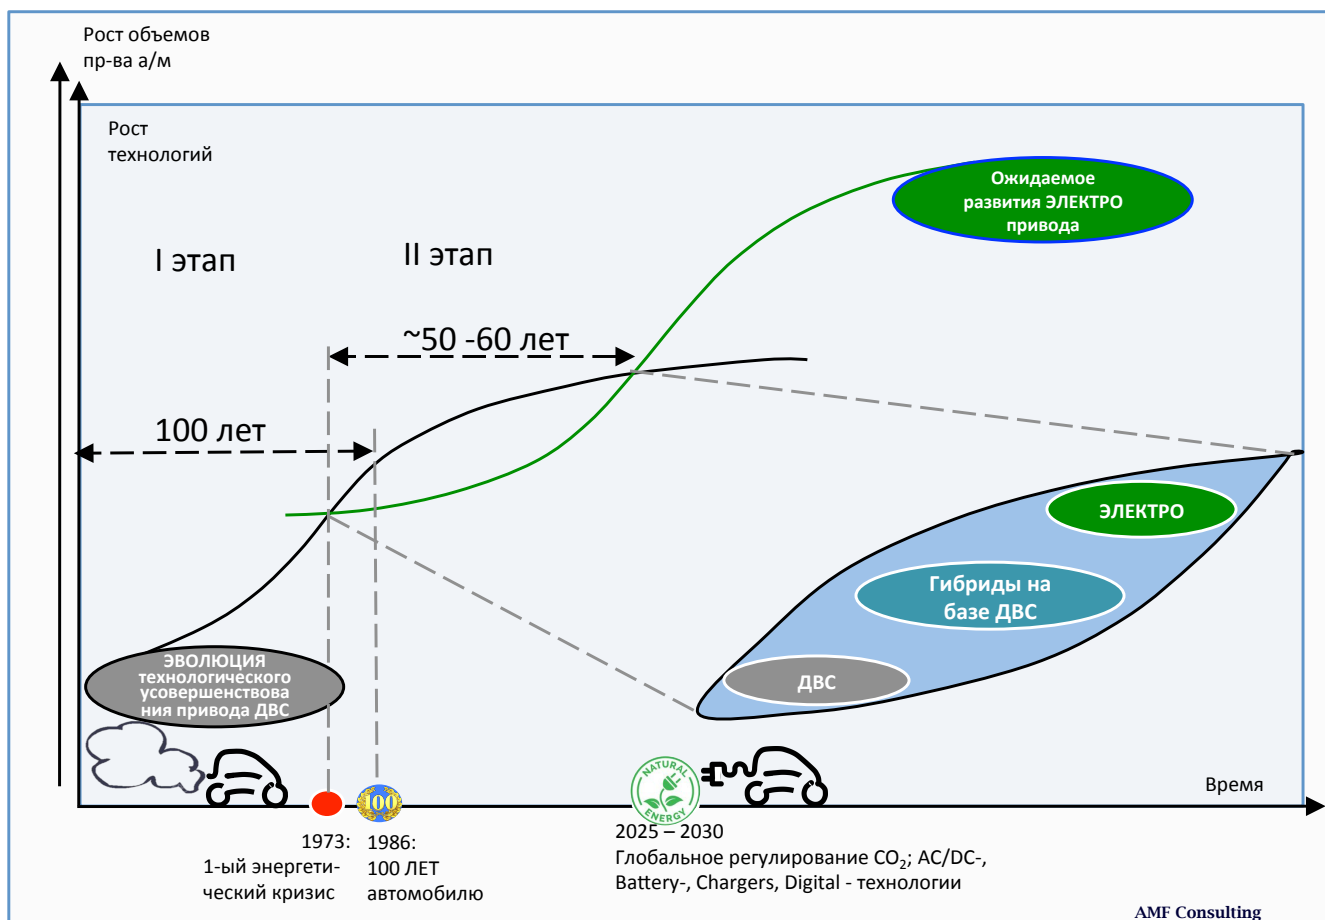 Рост объемов
пр-ва а/м
Рост
технологий
I этап
II этап
Ожидаемое
развития ЭЛЕКТРО
привода
~50 -60 лет
100 лет
ЭЛЕКТРО
Гибриды на
базе ДВС
ДВС
ЭВОЛЮЦИЯ
технологического
усовершенствова
ния привода ДВС
NATURAL
ENERGY
100
Время
1973:
1-ый энергети-
ческий кризис
1986:
100 ЛЕТ
автомобилю
2025 – 2030
Глобальное регулирование CO₂; AC/DC-,
Battery-, Chargers, Digital - технологии
AMF Consulting